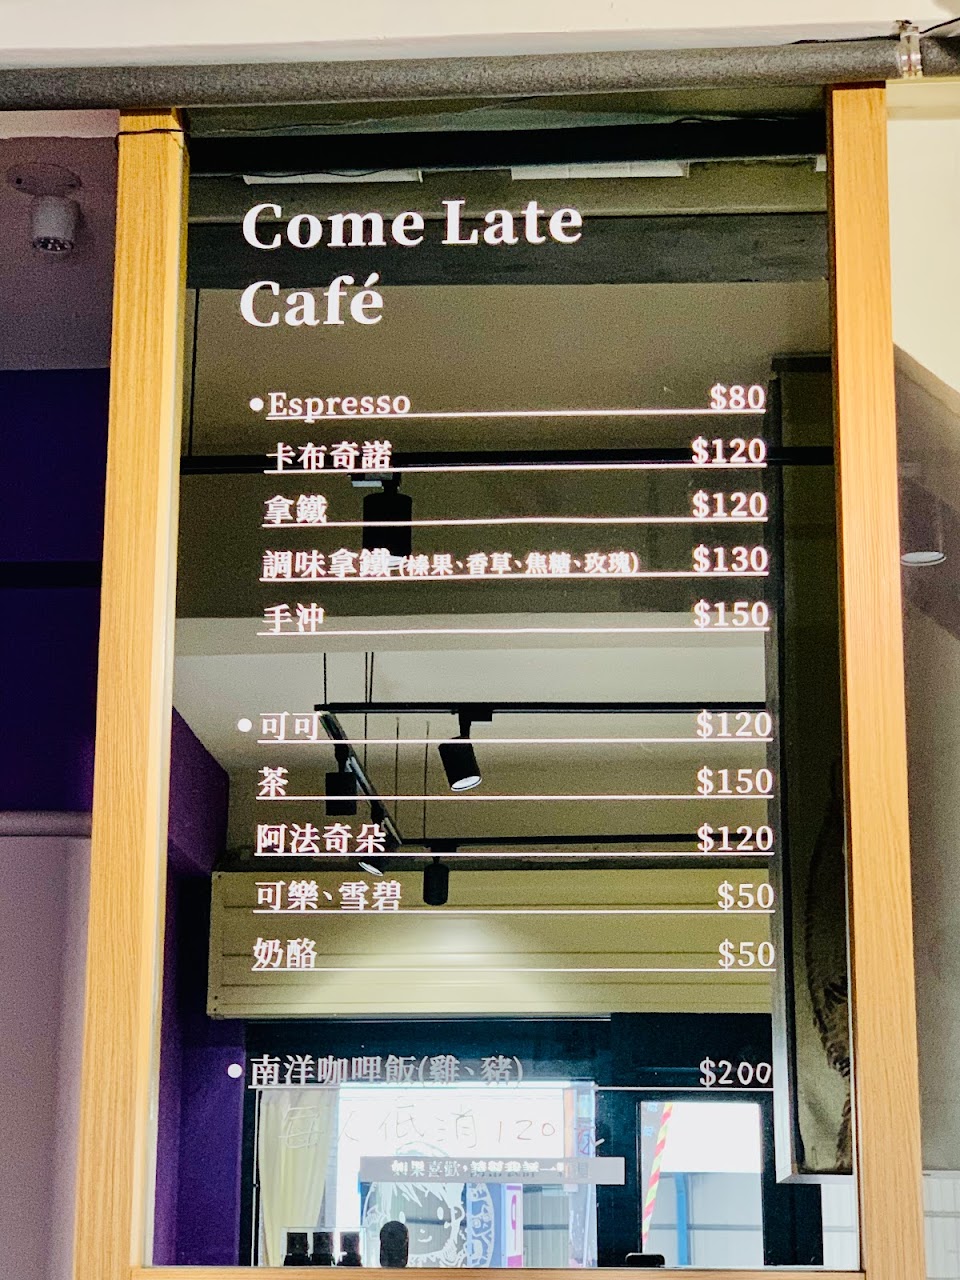 Come Late
Café
•Espresso $80
卡布奇諾 $120
拿鐵 $120
調味拿鐵(榛果、香草、焦糖、玫瑰) $130
手沖 $150
•可可 $120
茶 $150
阿法奇朵 $120
可樂、雪碧 $50
奶酪 $50
•南洋咖哩飯(雞、豬) $200
每人低消120